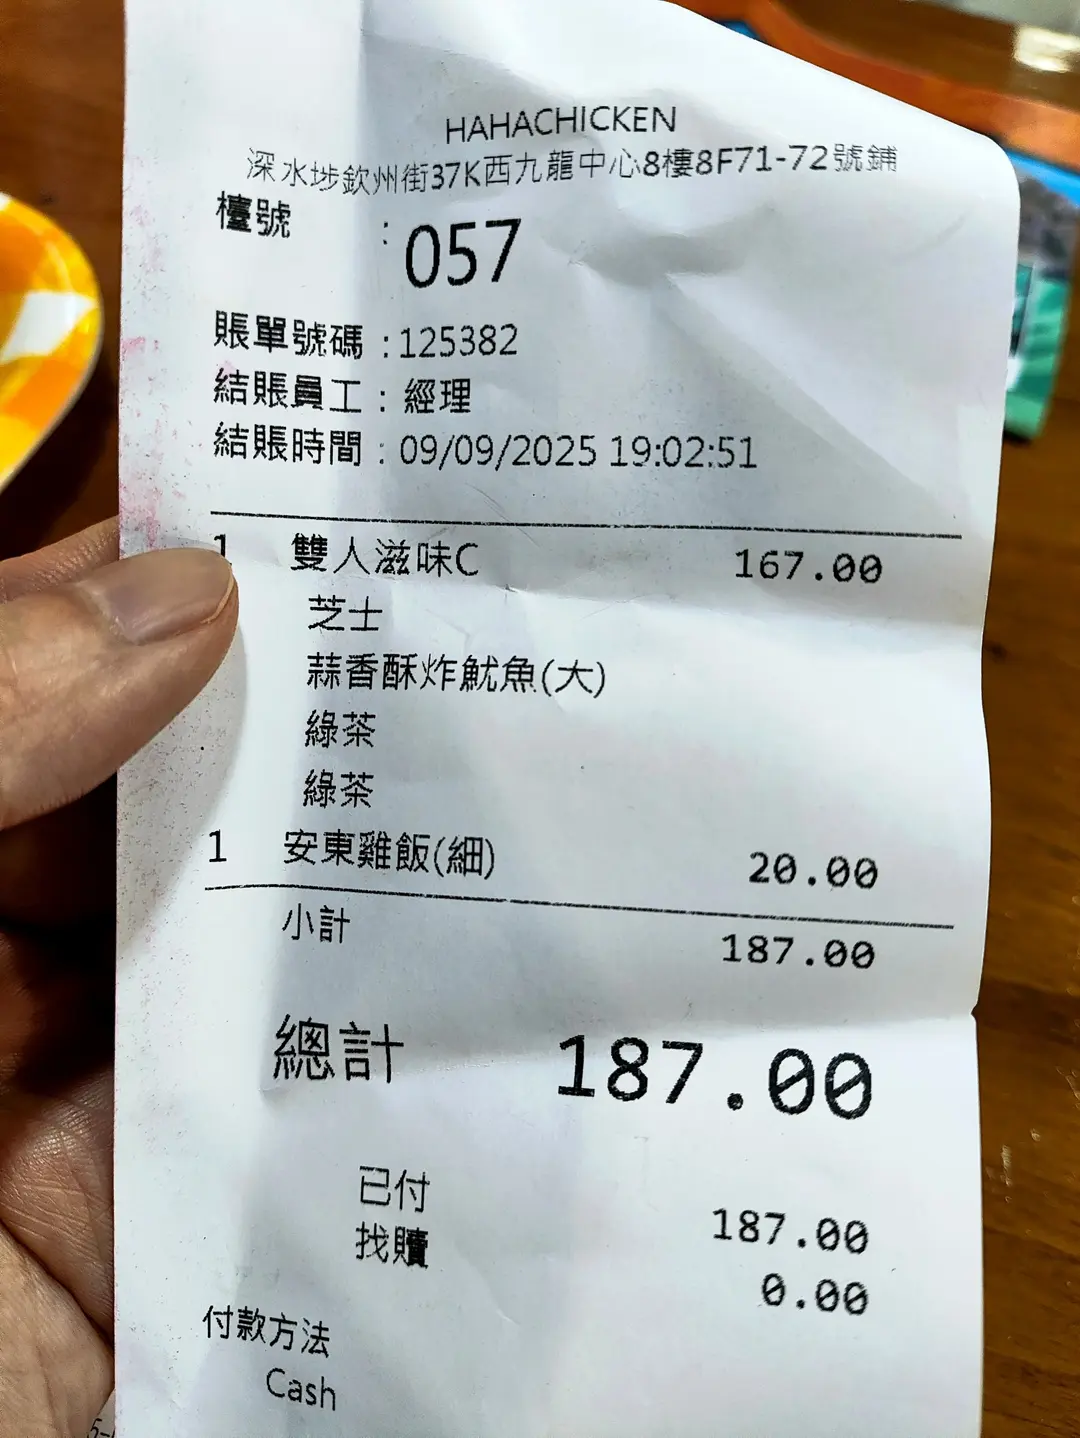 HAHACHICKEN
深水埗欽州街37K西九龍中心8樓8F71-72號鋪
檯號 : 057
賬單號碼 : 125382
結賬員工 : 經理
結賬時間 : 09/09/2025 19:02:51
1 雙人滋味C 167.00
芝士
蒜香酥炸魷魚(大)
綠茶
綠茶
1 安東雞飯(細) 20.00
小計 187.00
總計 187.00
已付 187.00
找贖 0.00
付款方法
Cash